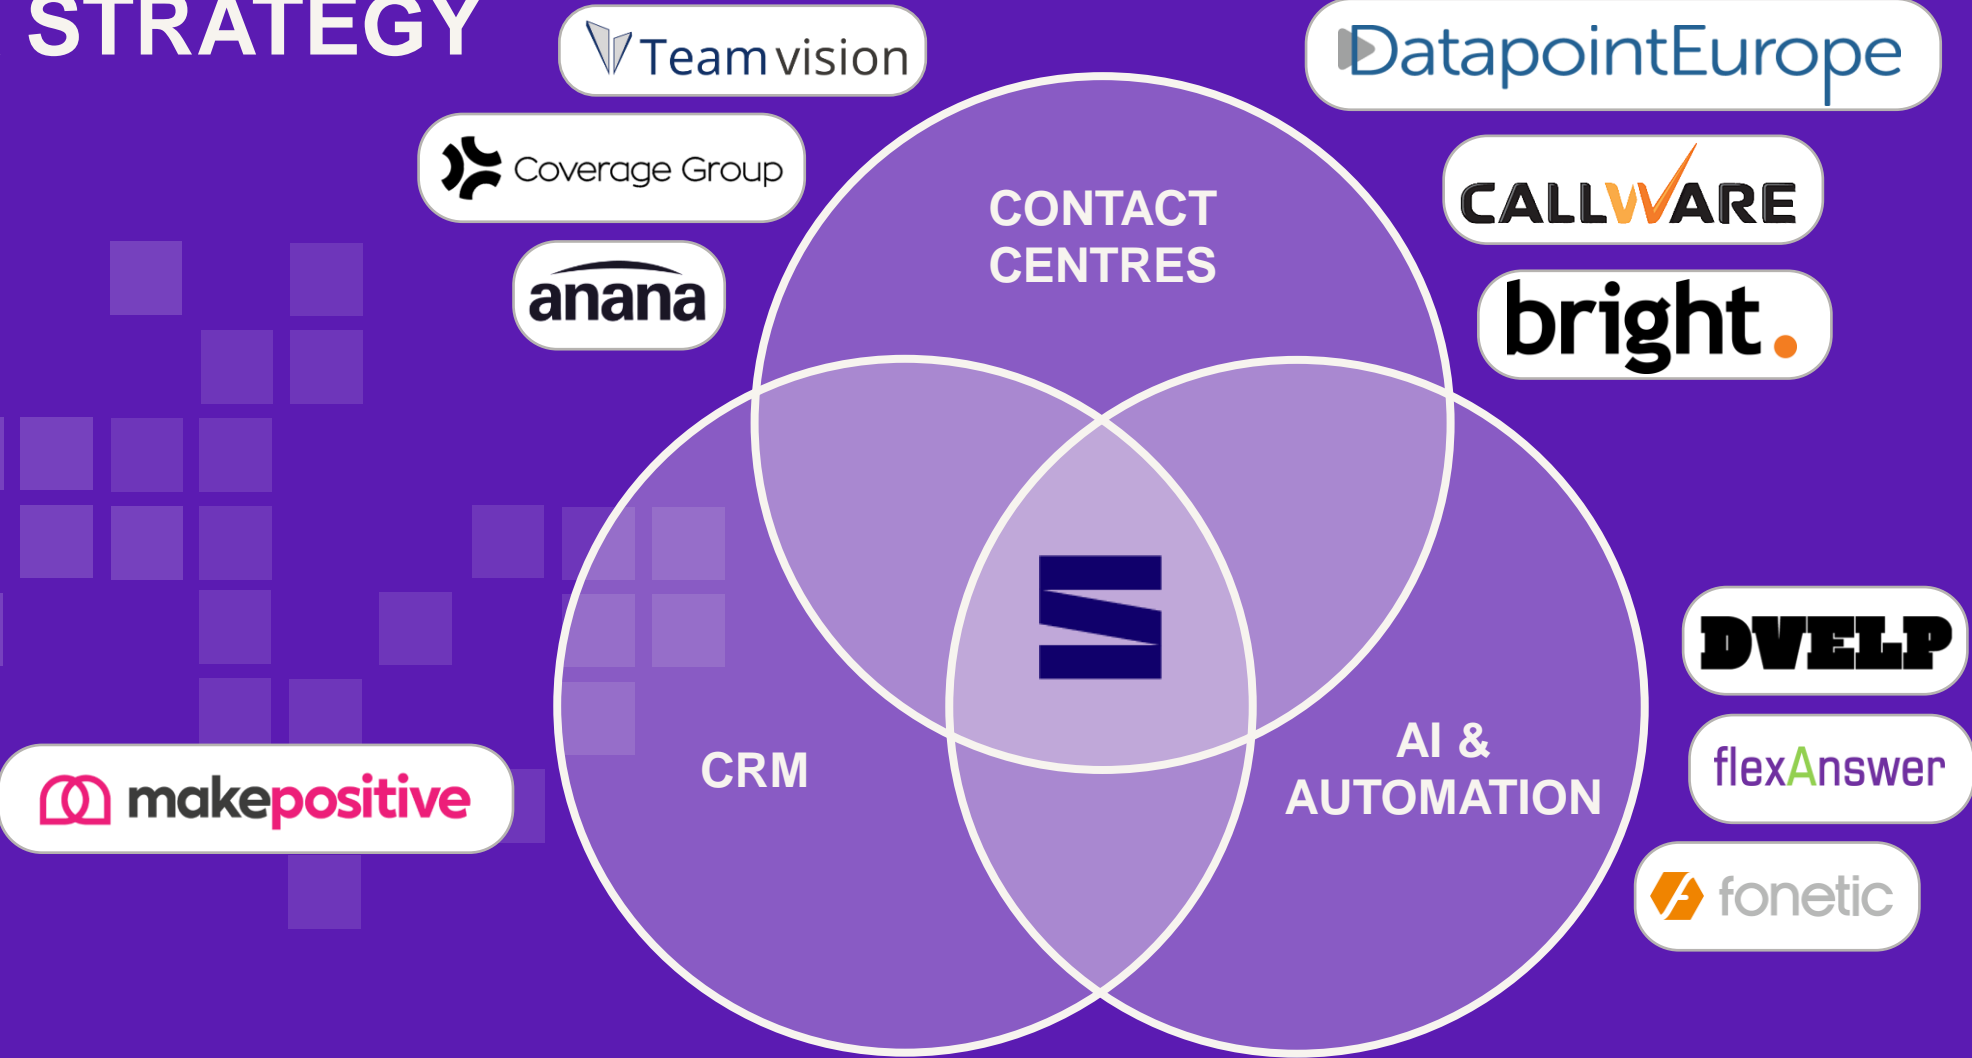 STRATEGY
Teamvision
DatapointEurope
Coverage Group
CALLWARE
anana
bright.
CONTACT
CENTRES
DVELP
flexAnswer
CRM
AI &
AUTOMATION
makepositive
fonetic